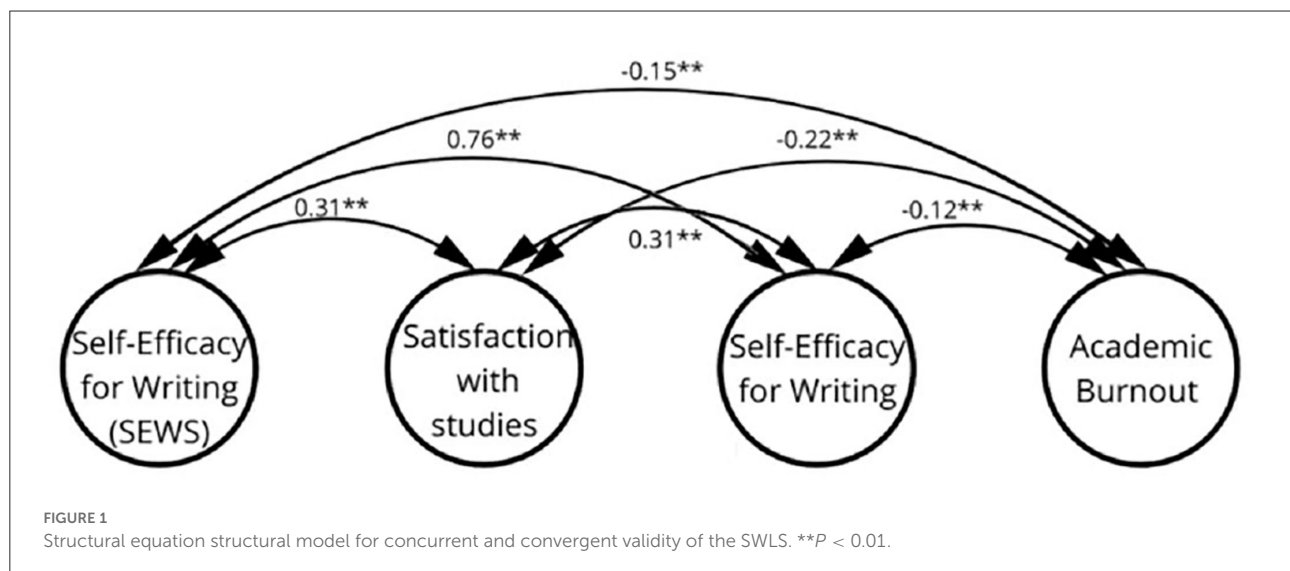 -0.15**
0.76**
-0.22**
0.31**
-0.12**
0.31**
Self-Efficacy
for Writing
(SEWS)
Satisfaction
with
studies
Self-Efficacy
for Writing
Academic
Burnout
FIGURE 1
Structural equation structural model for concurrent and convergent validity of the SWLS. **P < 0.01.